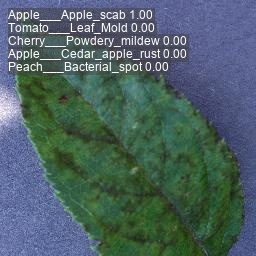 Apple___Apple_scab 1.00
Tomato___Leaf_Mold 0.00
Cherry___Powdery_mildew 0.00
Apple___Cedar_apple_rust 0.00
Peach___Bacterial_spot 0.00